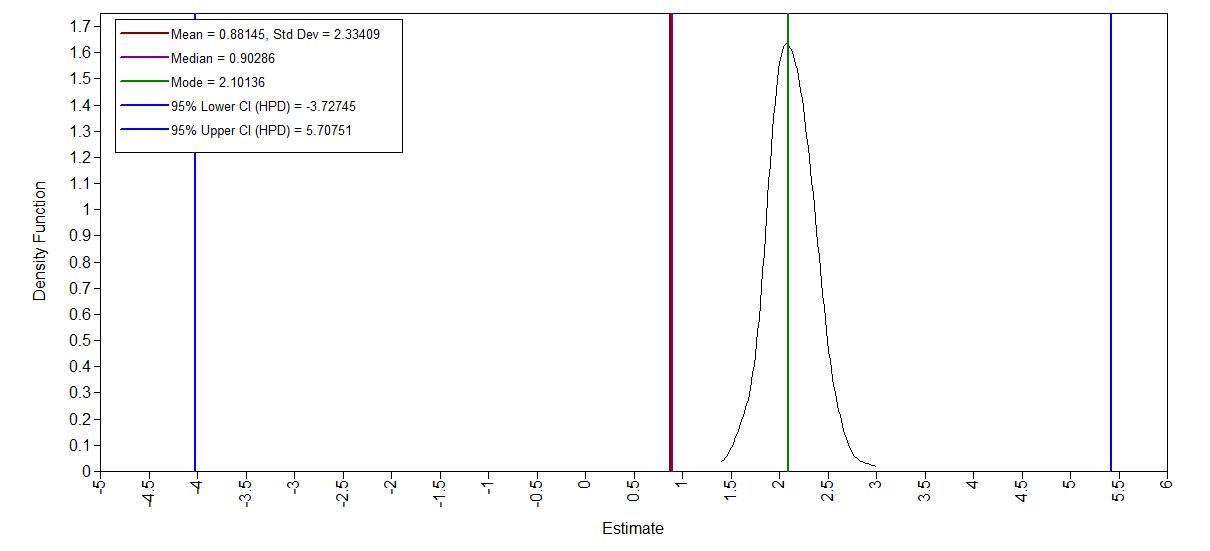 Mean = 0.88145, Std Dev = 2.33409
Median = 0.90286
Mode = 2.10136
95% Lower CI (HPD) = -3.72745
95% Upper CI (HPD) = 5.70751
Density Function
1.7
1.6
1.5
1.4
1.3
1.2
1.1
1
0.9
0.8
0.7
0.6
0.5
0.4
0.3
0.2
0.1
0
-5 -4.5 -4 -3.5 -3 -2.5 -2 -1.5 -1 -0.5 0 0.5 1 1.5 2 2.5 3 3.5 4 4.5 5 5.5 6
Estimate